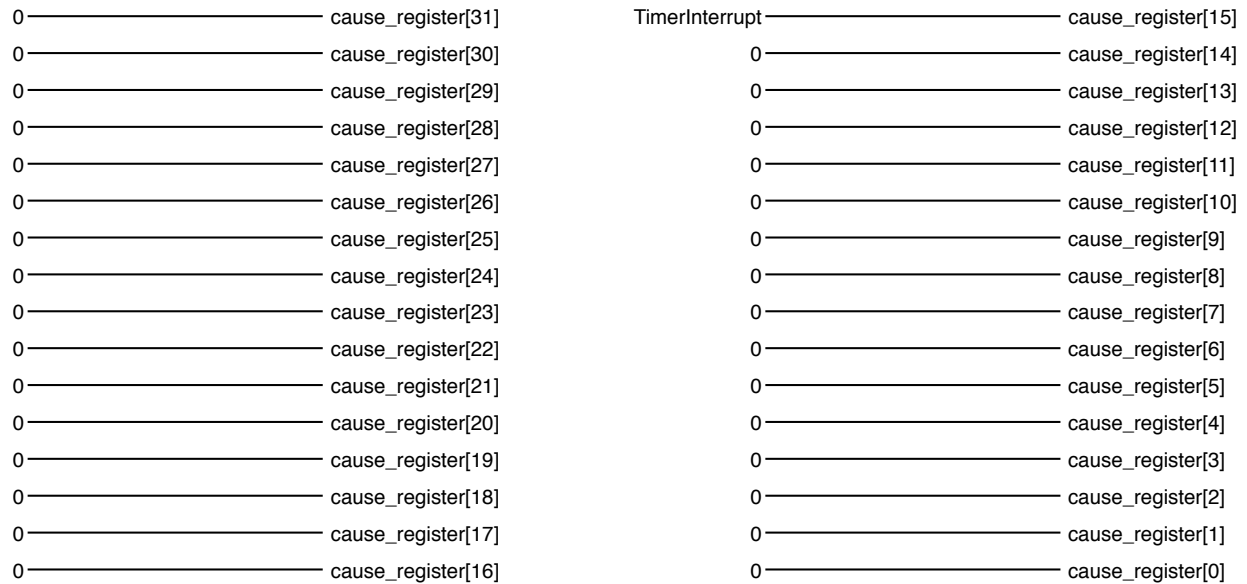 0 cause_register[31]
0 cause_register[30]
0 cause_register[29]
0 cause_register[28]
0 cause_register[27]
0 cause_register[26]
0 cause_register[25]
0 cause_register[24]
0 cause_register[23]
0 cause_register[22]
0 cause_register[21]
0 cause_register[20]
0 cause_register[19]
0 cause_register[18]
0 cause_register[17]
0 cause_register[16]
TimerInterrupt cause_register[15]
0 cause_register[14]
0 cause_register[13]
0 cause_register[12]
0 cause_register[11]
0 cause_register[10]
0 cause_register[9]
0 cause_register[8]
0 cause_register[7]
0 cause_register[6]
0 cause_register[5]
0 cause_register[4]
0 cause_register[3]
0 cause_register[2]
0 cause_register[1]
0 cause_register[0]